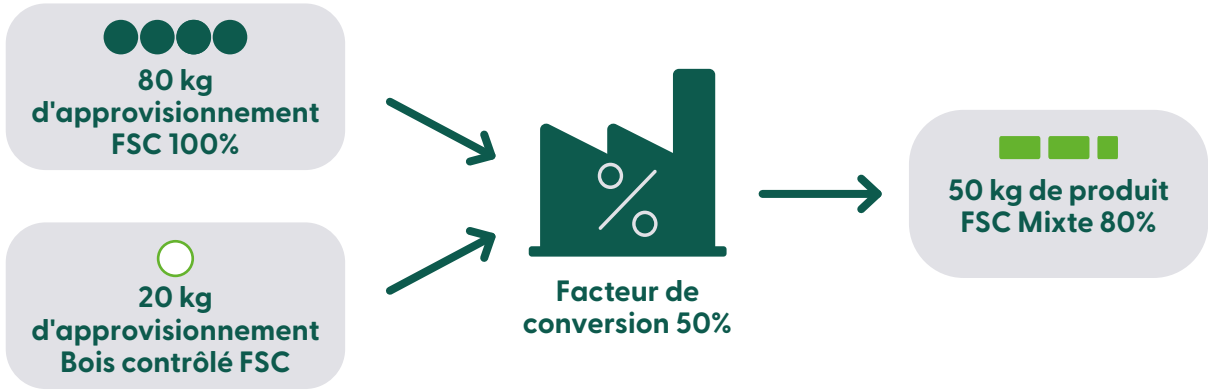 80 kg
d'approvisionnement
FSC 100%
20 kg
d'approvisionnement
Bois contrôlé FSC
%
Facteur de
conversion 50%
50 kg de produit
FSC Mixte 80%